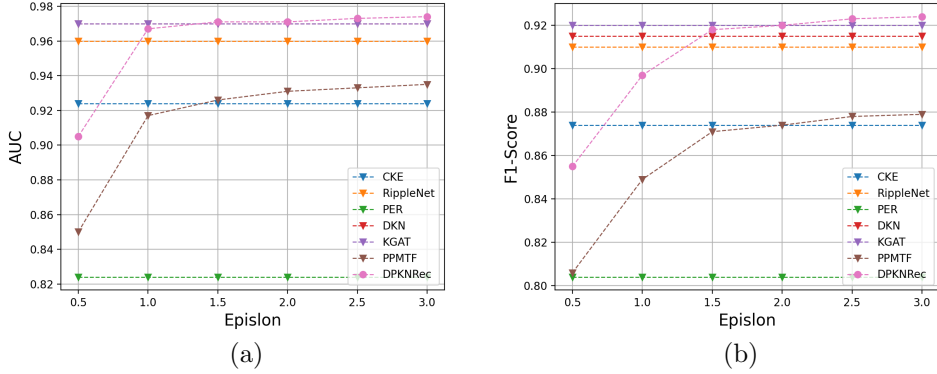 0.98
0.96
0.94
0.92
0.90
0.88
0.86
0.84
0.82
AUC
CKE
RippleNet
PER
DKN
KGAT
PPMTF
DPKNRec
0.5 1.0 1.5 2.0 2.5 3.0
Epislon
(a)
0.92
0.90
0.88
0.86
0.84
0.82
0.80
F1-Score
CKE
RippleNet
PER
DKN
KGAT
PPMTF
DPKNRec
0.5 1.0 1.5 2.0 2.5 3.0
Epislon
(b)